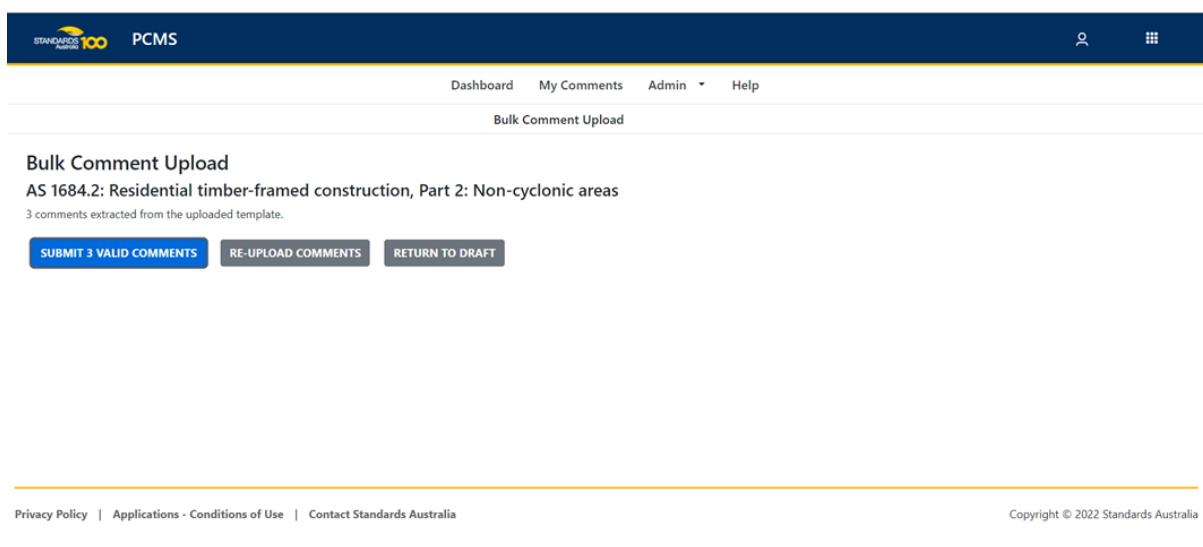 STANDARDS Australia 100 PCMS
Dashboard My Comments Admin Help
Bulk Comment Upload
Bulk Comment Upload
AS 1684.2: Residential timber-framed construction, Part 2: Non-cyclonic areas
3 comments extracted from the uploaded template.
SUBMIT 3 VALID COMMENTS RE-UPLOAD COMMENTS RETURN TO DRAFT
Privacy Policy | Applications - Conditions of Use | Contact Standards Australia Copyright © 2022 Standards Australia